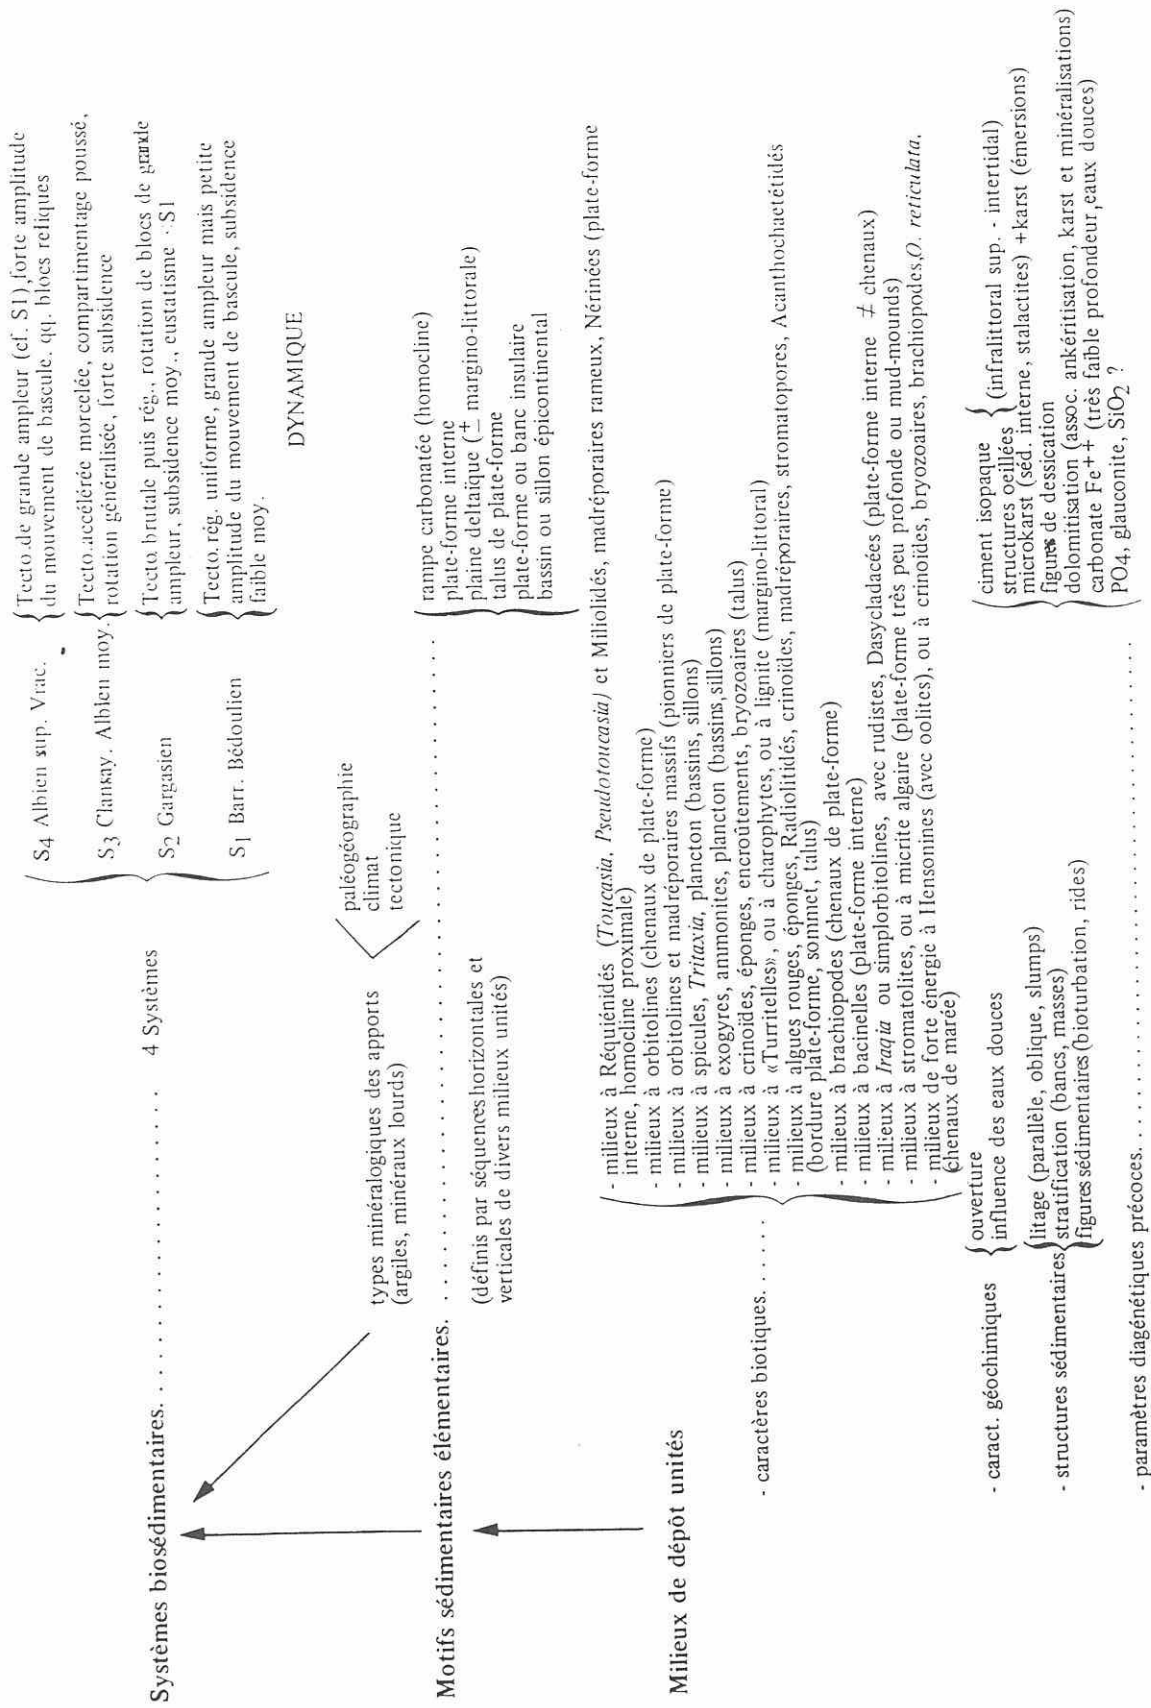 Systèmes biosédimentaires. . . . . . . . . . . . . 4 Systèmes
S4 Albien sup. Vrac.
Tecto. de grande ampleur (cf. S1), forte amplitude
du mouvement de bascule. qq. blocs reliques
S3 Clansay. Albien moy.
Tecto. accélérée morcelée, compartimentage poussé,
rotation généralisée, forte subsidence
S2 Gargasien
Tecto. brutale puis rég., rotation de blocs de grande
ampleur, subsidence moy., eustatisme < S1
S1 Barr. Bédoulien
Tecto. rég. uniforme, grande ampleur mais petite
amplitude du mouvement de bascule, subsidence
faible moy.
DYNAMIQUE
types minéralogiques des apports
(argiles, minéraux lourds)
paléogéographie
climat
tectonique
Motifs sédimentaires élémentaires. . . . . . . . . . . . . . . . . . . . . . . .
(définis par séquences horizontales et
verticales de divers milieux unités)
rampe carbonatée (homocline)
plate-forme interne
plaine deltaïque (± margino-littorale)
talus de plate-forme
plate-forme ou banc insulaire
bassin ou sillon épicontinental
Milieux de dépôt unités
- caractères biotiques. . . . . . .
- milieux à Réquiénidés (Toucasia, Pseudotoucasia) et Miliolidés, madréporaires rameux, Nérinées (plate-forme
interne, homocline proximale)
- milieux à orbitolines (chenaux de plate-forme)
- milieux à orbitolines et madréporaires massifs (pionniers de plate-forme)
- milieux à spicules, Tritaxia, plancton (bassins, sillons)
- milieux à exogyres, ammonites, plancton (bassins, sillons)
- milieux à crinoïdes, éponges, encroûtements, bryozoaires (talus)
- milieux à «Turritelles», ou à charophytes, ou à lignite (margino-littoral)
- milieux à algues rouges, éponges, Radiolitidés, crinoïdes, madréporaires, stromatopores, Acanthochaetétidés
(bordure plate-forme, sommet, talus)
- milieu à brachiopodes (chenaux de plate-forme)
- milieu à bacinelles (plate-forme interne)
- milieu à Iraqia ou simplorbitolines, avec rudistes, Dasycladacées (plate-forme interne ≠ chenaux)
- milieu à stromatolites, ou à micrite algaire (plate-forme très peu profonde ou mud-mounds)
- milieu de forte énergie à Hensonines (avec oolites), ou à crinoïdes, bryozoaires, brachiopodes, O. reticulata.
(chenaux de marée)
- caract. géochimiques
ouverture
influence des eaux douces
- structures sédimentaires
litage (parallèle, oblique, slumps)
stratification (bancs, masses)
figures sédimentaires (bioturbation, rides)
- paramètres diagénétiques précoces. . . . . . . . . . . . . . . . . . . . . . . . .
ciment isopaque
structures oeillées (infralittoral sup. - intertidal)
microkarst (séd. interne, stalactites) +karst (émersions)
figures de dessication
dolomitisation (assoc. ankéritisation, karst et minéralisations)
carbonate Fe++ (très faible profondeur, eaux douces)
PO4, glauconite, SiO2 ?